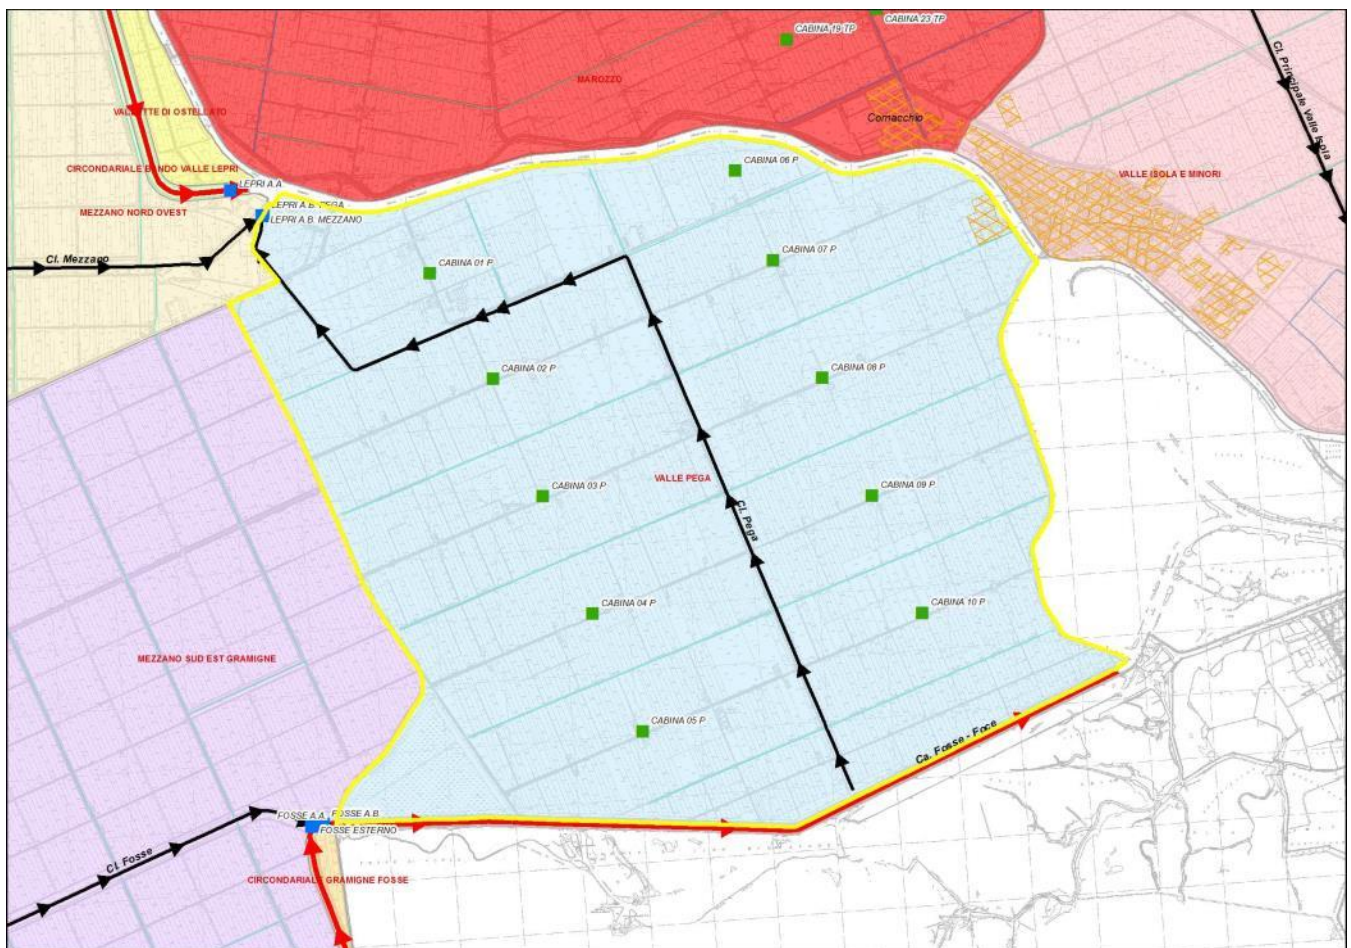 CABINA 23 TP
CABINA 19 TP
Cl. Principale Valle Isola
MAROZZO
VALLETTE DI OSTELLATO
Comacchio
CABINA 06 P
CIRCONDARIALE BANDO VALLE LEPRI
VALLE ISOLA E MINORI
LEPRI A.A.
LEPRI A.B. PEGA
MEZZANO NORD OVEST
LEPRI A.B. MEZZANO
CABINA 07 P
Cl. Mezzano
CABINA 01 P
CABINA 02 P
CABINA 08 P
VALLE PEGA
CABINA 03 P
CABINA 09 P
Cl. Pega
CABINA 04 P
CABINA 10 P
MEZZANO SUD EST GRAMIGNE
CABINA 05 P
Ca. Fosse - Foce
FOSSE A.A.
FOSSE A.B.
FOSSE ESTERNO
Cl. Fosse
CIRCONDARIALE GRAMIGNE FOSSE